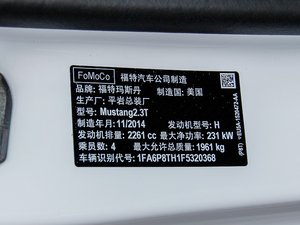 FoMoCo 福特汽车公司制造
品牌: 福特玛斯丹 制造国: 美国
生产厂: 平岩总装厂
型号: Mustang2.3T
制造年月: 11/2014 发动机型号: H
发动机排量: 2261 cc 最大净功率: 231 kW
乘员数: 4 最大允许总质量: 1961 kg
车辆识别代号: 1FA6P8TH1F5320368